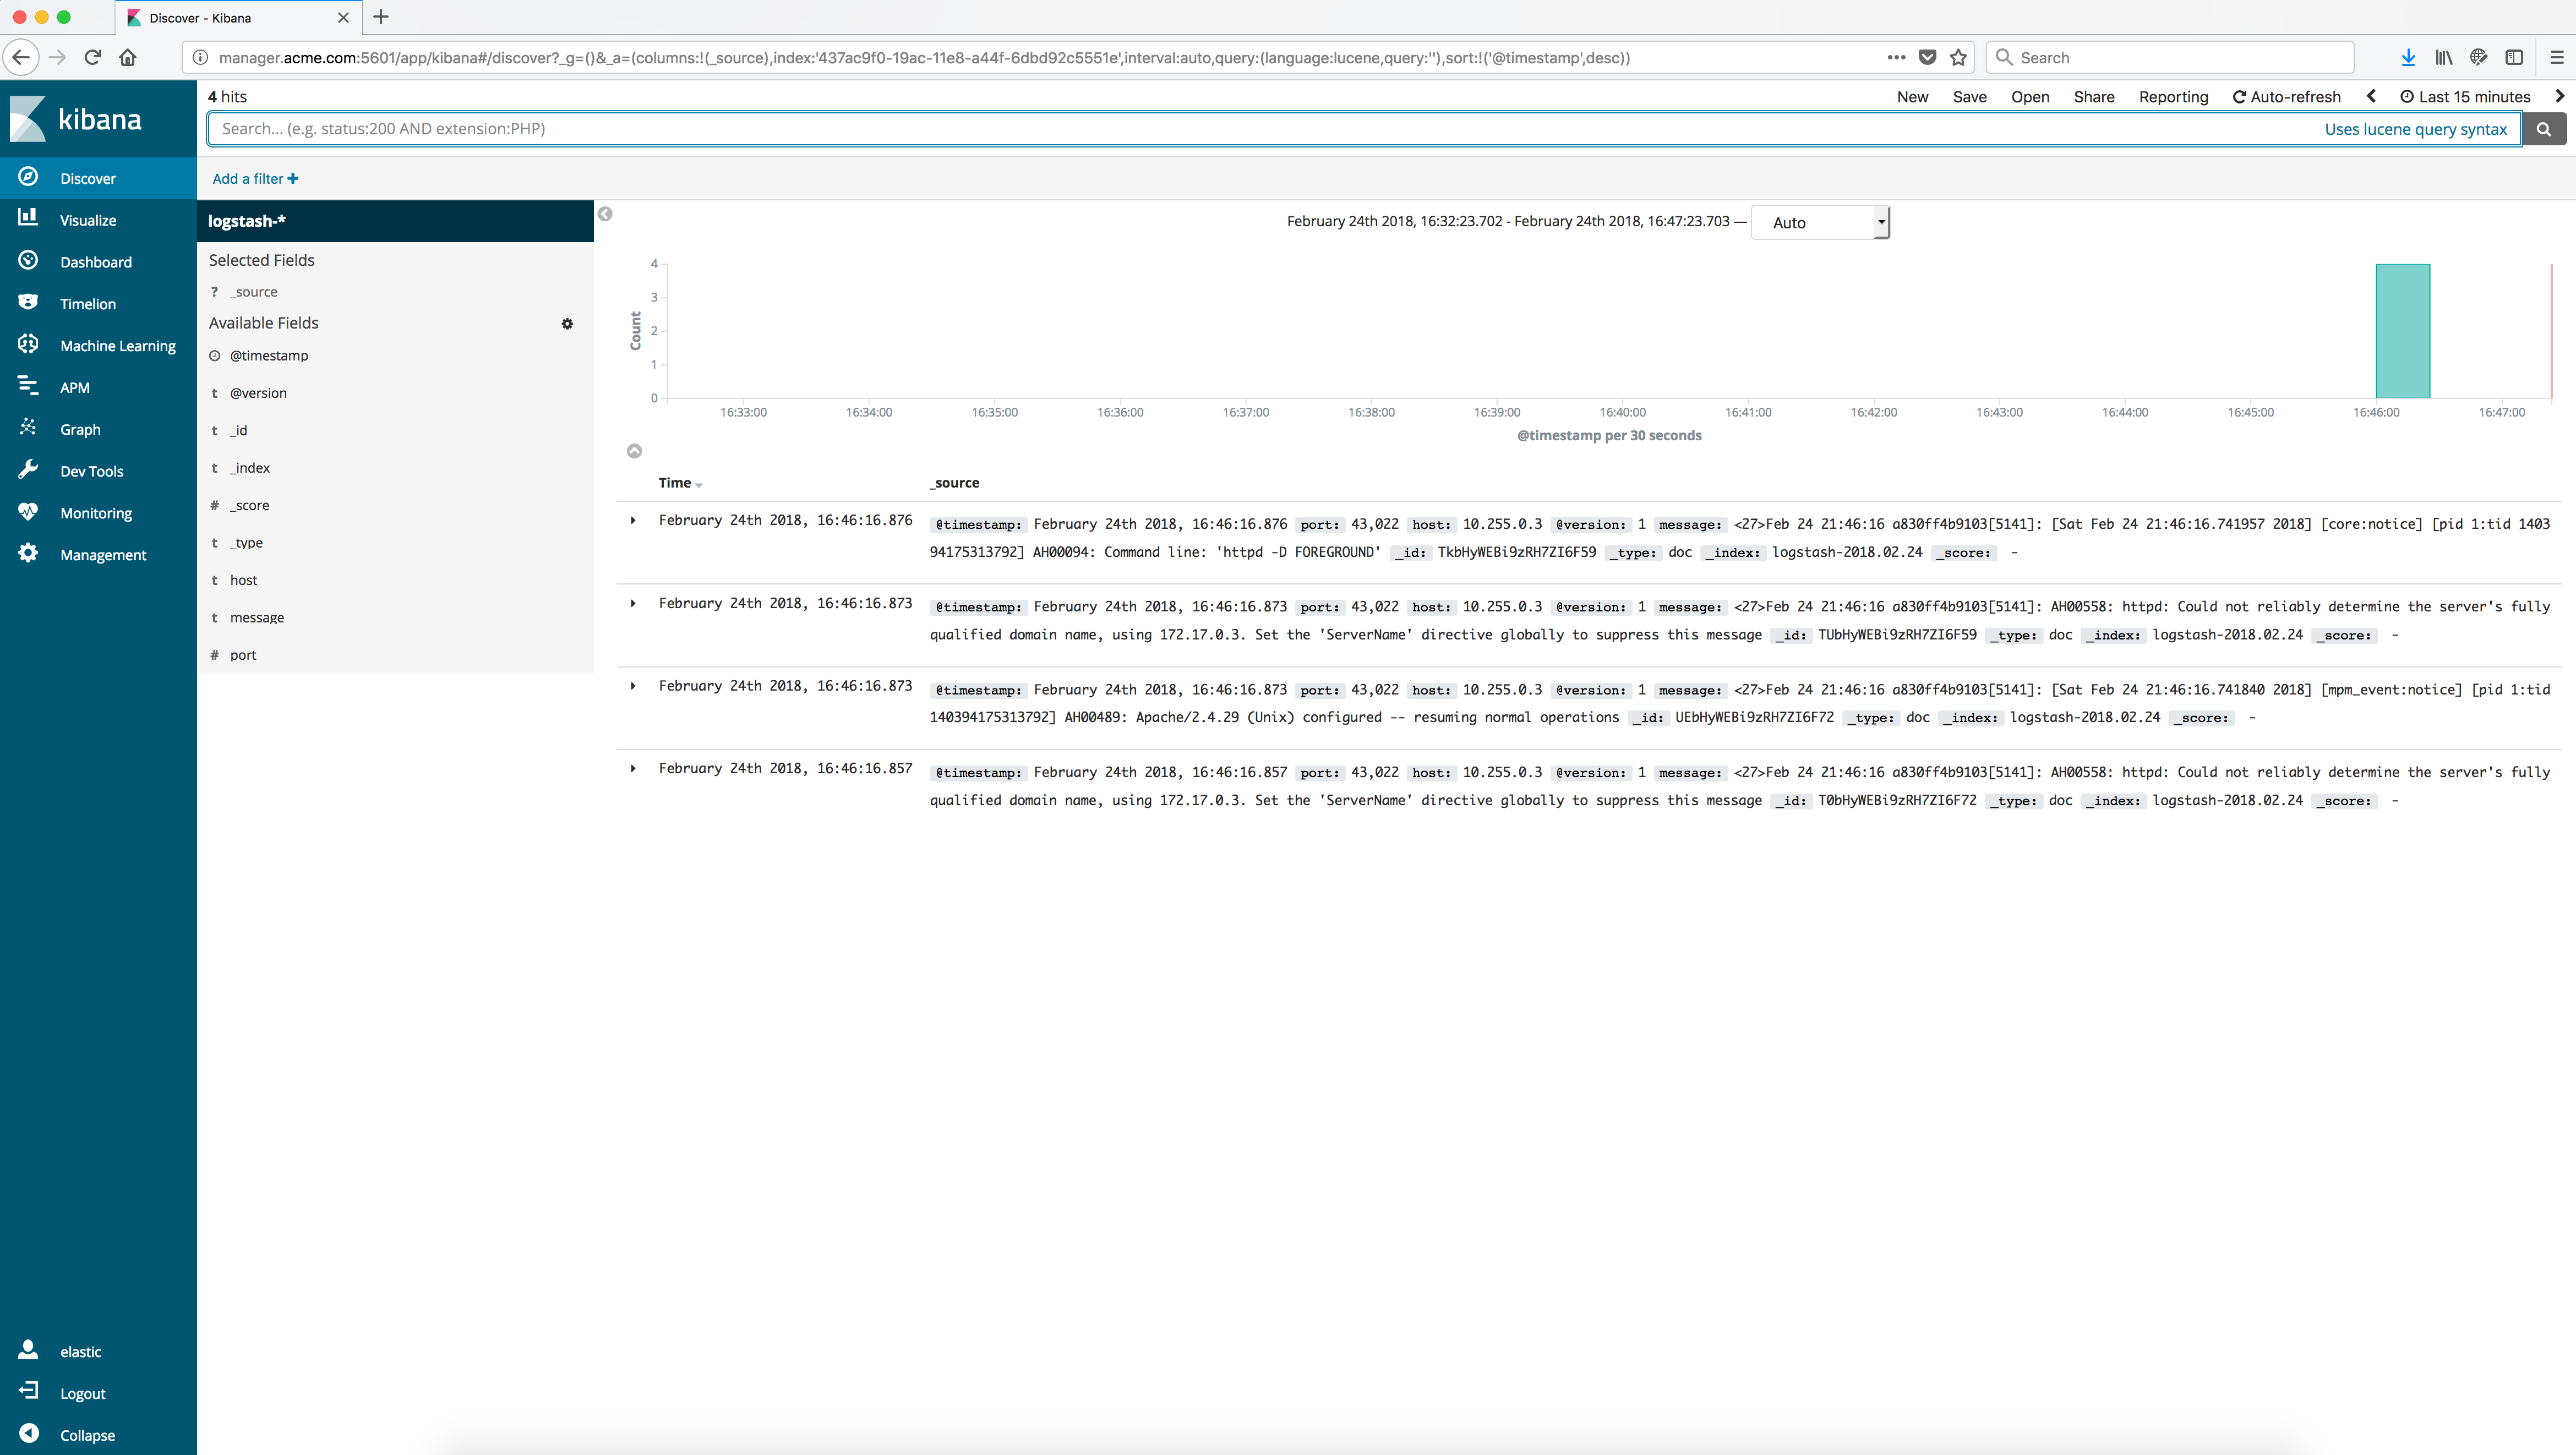 Discover - Kibana
manager.acme.com:5601/app/kibana#/discover?_g=()&_a=(columns:!(_source),index:'437ac9f0-19ac-11e8-a44f-6dbd92c5551e',interval:auto,query:(language:lucene,query:''),sort:!('@timestamp',desc))
Search
kibana
Discover
Visualize
Dashboard
Timelion
Machine Learning
APM
Graph
Dev Tools
Monitoring
Management
elastic
Logout
Collapse
4 hits
New Save Open Share Reporting Auto-refresh Last 15 minutes
Search... (e.g. status:200 AND extension:PHP)
Uses lucene query syntax
Add a filter +
logstash-*
Selected Fields
? _source
Available Fields
@timestamp
t @version
t _id
t _index
# _score
t _type
t host
t message
# port
February 24th 2018, 16:32:23.702 - February 24th 2018, 16:47:23.703 — Auto
Count
4
3
2
1
0
16:33:00 16:34:00 16:35:00 16:36:00 16:37:00 16:38:00 16:39:00 16:40:00 16:41:00 16:42:00 16:43:00 16:44:00 16:45:00 16:46:00 16:47:00
@timestamp per 30 seconds
Time _source
February 24th 2018, 16:46:16.876 @timestamp: February 24th 2018, 16:46:16.876 port: 43,022 host: 10.255.0.3 @version: 1 message: <27>Feb 24 21:46:16 a830ff4b9103[5141]: [Sat Feb 24 21:46:16.741957 2018] [core:notice] [pid 1:tid 1403
94175313792] AH00094: Command line: 'httpd -D FOREGROUND' _id: TkbHyWEBi9zRH7ZI6F59 _type: doc _index: logstash-2018.02.24 _score: -
February 24th 2018, 16:46:16.873 @timestamp: February 24th 2018, 16:46:16.873 port: 43,022 host: 10.255.0.3 @version: 1 message: <27>Feb 24 21:46:16 a830ff4b9103[5141]: AH00558: httpd: Could not reliably determine the server's fully
qualified domain name, using 172.17.0.3. Set the 'ServerName' directive globally to suppress this message _id: TUbHyWEBi9zRH7ZI6F59 _type: doc _index: logstash-2018.02.24 _score: -
February 24th 2018, 16:46:16.873 @timestamp: February 24th 2018, 16:46:16.873 port: 43,022 host: 10.255.0.3 @version: 1 message: <27>Feb 24 21:46:16 a830ff4b9103[5141]: [Sat Feb 24 21:46:16.741840 2018] [mpm_event:notice] [pid 1:tid
140394175313792] AH00489: Apache/2.4.29 (Unix) configured -- resuming normal operations _id: UEbHyWEBi9zRH7ZI6F72 _type: doc _index: logstash-2018.02.24 _score: -
February 24th 2018, 16:46:16.857 @timestamp: February 24th 2018, 16:46:16.857 port: 43,022 host: 10.255.0.3 @version: 1 message: <27>Feb 24 21:46:16 a830ff4b9103[5141]: AH00558: httpd: Could not reliably determine the server's fully
qualified domain name, using 172.17.0.3. Set the 'ServerName' directive globally to suppress this message _id: T0bHyWEBi9zRH7ZI6F72 _type: doc _index: logstash-2018.02.24 _score: -